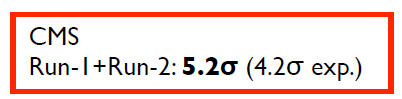 CMS
Run-1+Run-2: 5.2σ (4.2σ exp.)